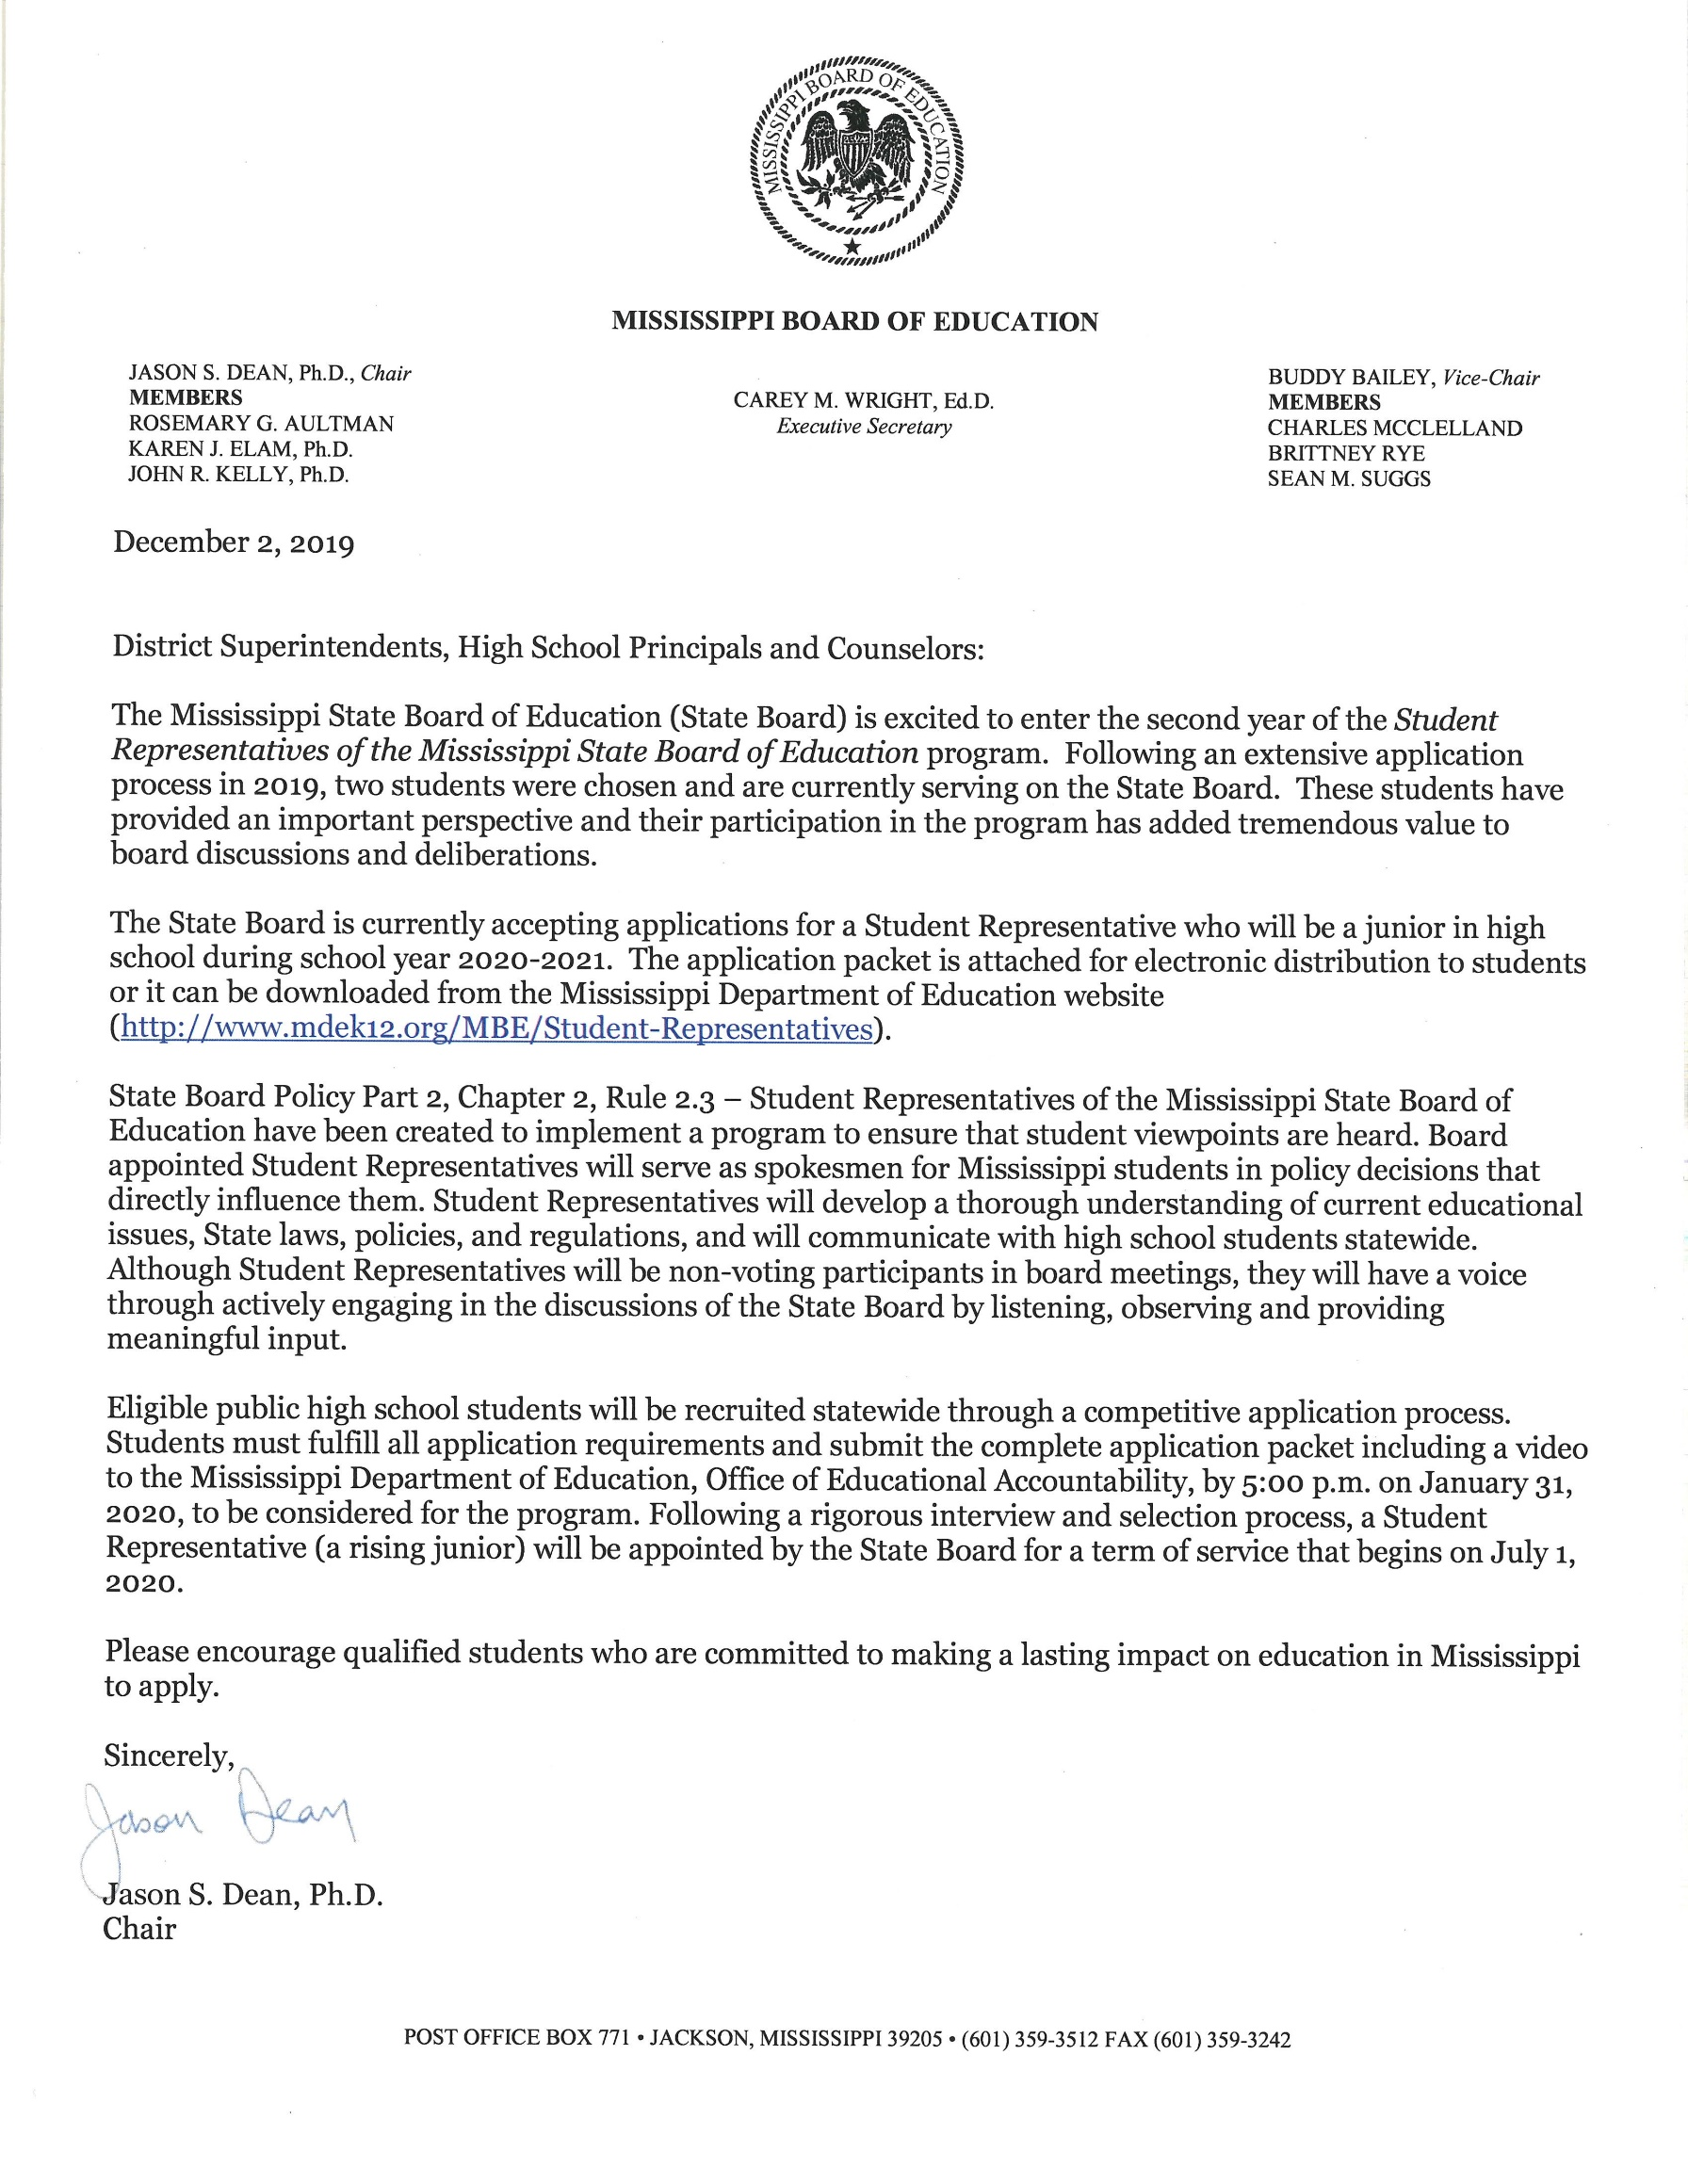 MISSISSIPPI BOARD OF EDUCATION
MISSISSIPPI BOARD OF EDUCATION
JASON S. DEAN, Ph.D., Chair
MEMBERS
ROSEMARY G. AULTMAN
KAREN J. ELAM, Ph.D.
JOHN R. KELLY, Ph.D.
CAREY M. WRIGHT, Ed.D.
Executive Secretary
BUDDY BAILEY, Vice-Chair
MEMBERS
CHARLES MCCLELLAND
BRITTNEY RYE
SEAN M. SUGGS
December 2, 2019
District Superintendents, High School Principals and Counselors:
The Mississippi State Board of Education (State Board) is excited to enter the second year of the Student
Representatives of the Mississippi State Board of Education program.  Following an extensive application
process in 2019, two students were chosen and are currently serving on the State Board.  These students have
provided an important perspective and their participation in the program has added tremendous value to
board discussions and deliberations.
The State Board is currently accepting applications for a Student Representative who will be a junior in high
school during school year 2020-2021.  The application packet is attached for electronic distribution to students
or it can be downloaded from the Mississippi Department of Education website
(http://www.mdek12.org/MBE/Student-Representatives).
State Board Policy Part 2, Chapter 2, Rule 2.3 – Student Representatives of the Mississippi State Board of
Education have been created to implement a program to ensure that student viewpoints are heard. Board
appointed Student Representatives will serve as spokesmen for Mississippi students in policy decisions that
directly influence them. Student Representatives will develop a thorough understanding of current educational
issues, State laws, policies, and regulations, and will communicate with high school students statewide.
Although Student Representatives will be non-voting participants in board meetings, they will have a voice
through actively engaging in the discussions of the State Board by listening, observing and providing
meaningful input.
Eligible public high school students will be recruited statewide through a competitive application process.
Students must fulfill all application requirements and submit the complete application packet including a video
to the Mississippi Department of Education, Office of Educational Accountability, by 5:00 p.m. on January 31,
2020, to be considered for the program. Following a rigorous interview and selection process, a Student
Representative (a rising junior) will be appointed by the State Board for a term of service that begins on July 1,
2020.
Please encourage qualified students who are committed to making a lasting impact on education in Mississippi
to apply.
Sincerely,
Jason Dean
Jason S. Dean, Ph.D.
Chair
POST OFFICE BOX 771 • JACKSON, MISSISSIPPI 39205 • (601) 359-3512 FAX (601) 359-3242